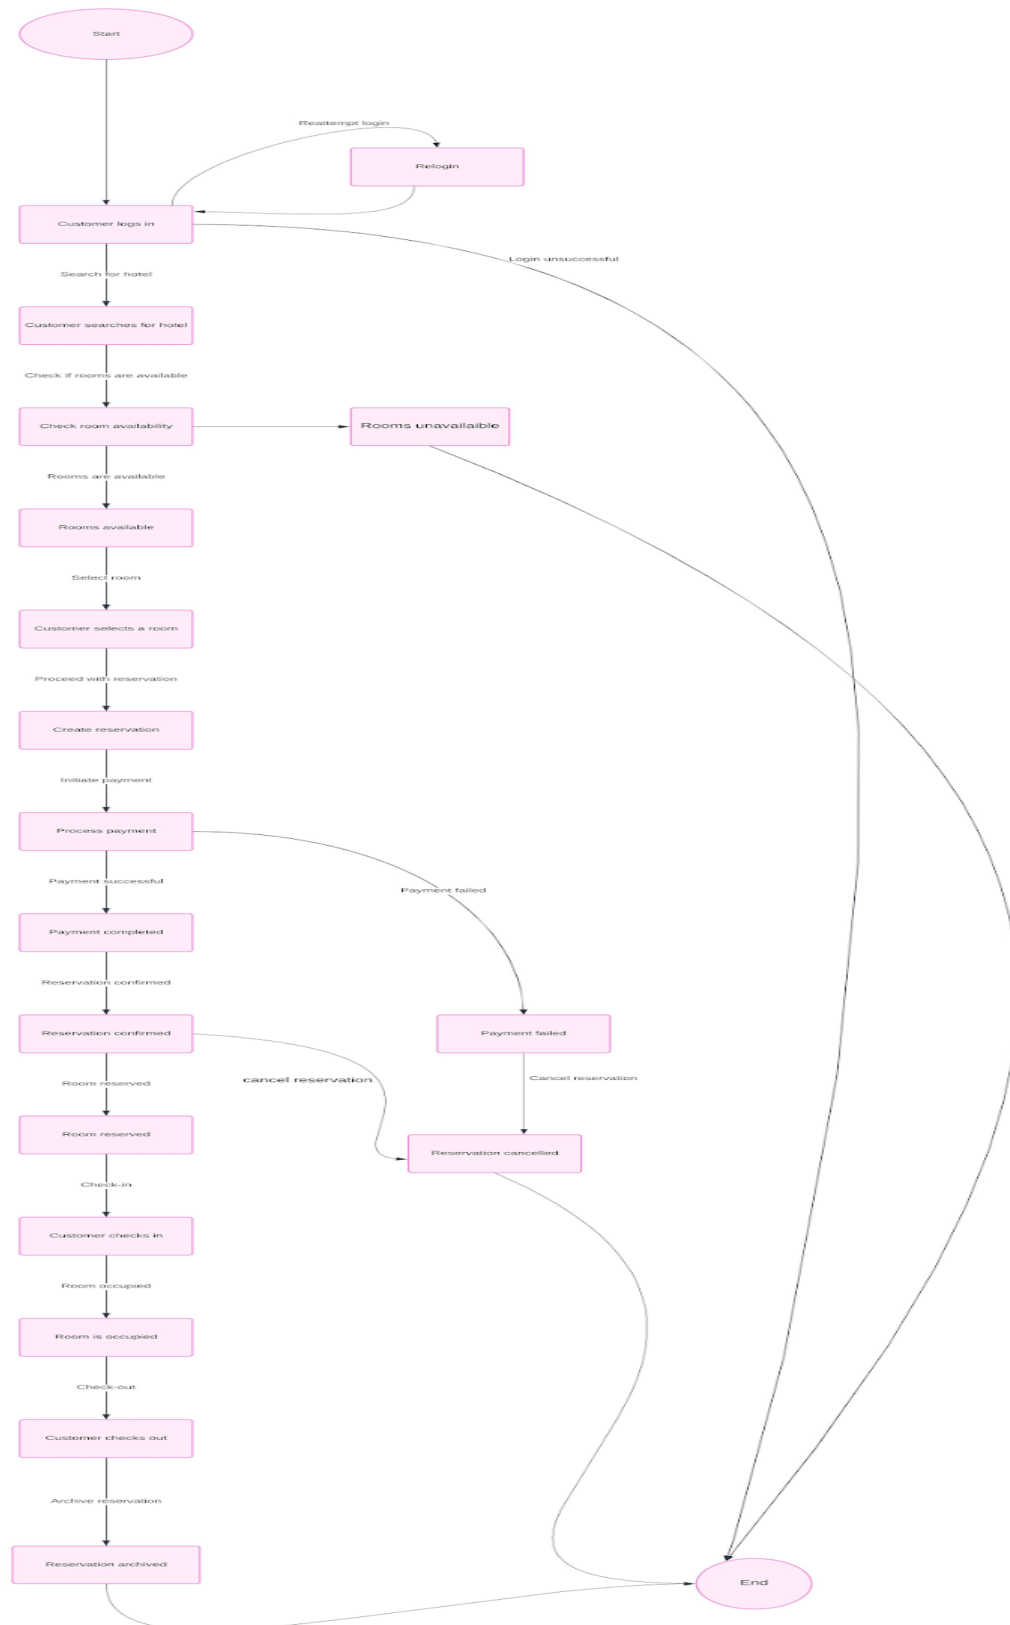 Start
Reattempt login
Relogin
Customer logs in
Login unsuccessful
Search for hotel
Customer searches for hotel
Check if rooms are available
Check room availability
Rooms unavailaible
Rooms are available
Rooms available
Select room
Customer selects a room
Proceed with reservation
Create reservation
Initiate payment
Process payment
Payment successful
Payment failed
Payment completed
Reservation confirmed
Reservation confirmed
Payment failed
Room reserved
cancel reservation
Cancel reservation
Room reserved
Reservation cancelled
Check-in
Customer checks in
Room occupied
Room is occupied
Check-out
Customer checks out
Archive reservation
Reservation archived
End